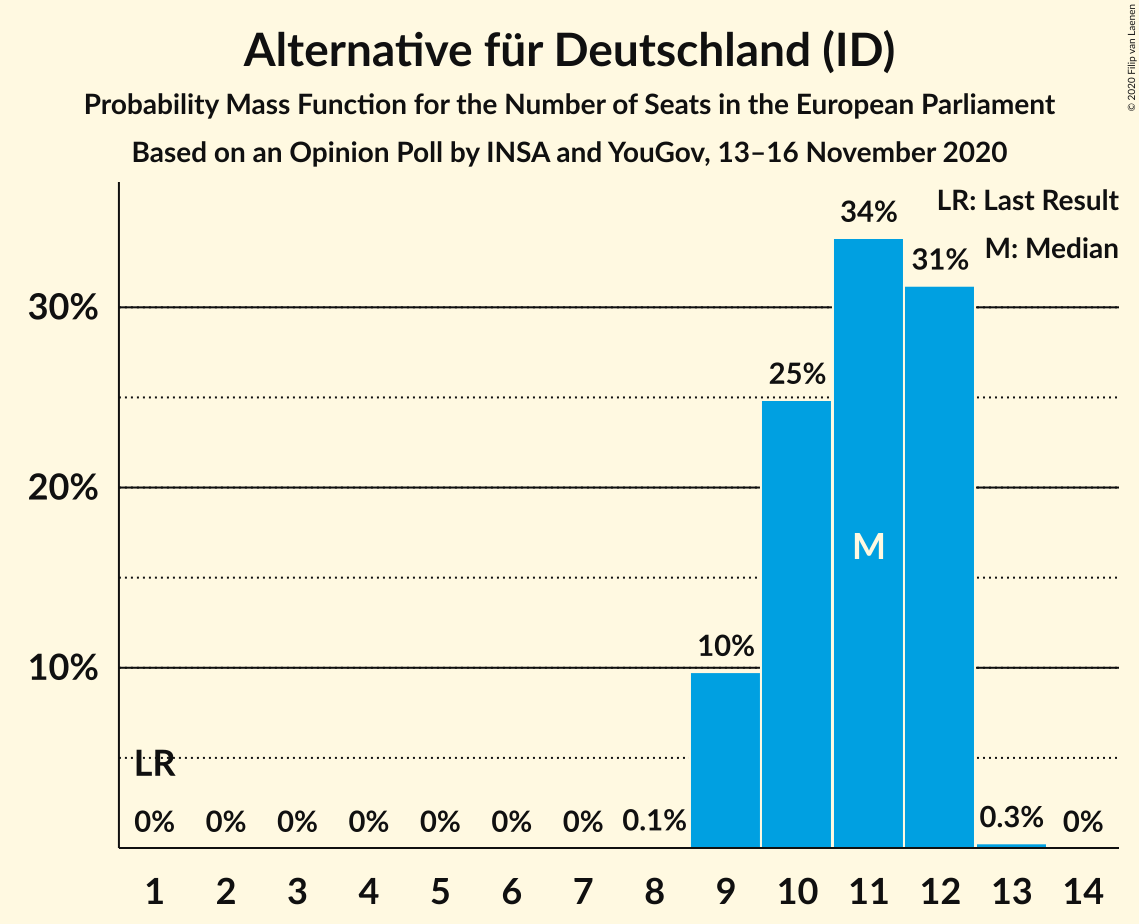 Alternative für Deutschland (ID)
Probability Mass Function for the Number of Seats in the European Parliament
Based on an Opinion Poll by INSA and YouGov, 13–16 November 2020
© 2020 Filip van Laenen
LR: Last Result
M: Median
34%
31%
30%
25%
20%
M
10%
10%
LR
0% 0% 0% 0% 0% 0% 0% 0.1% 0.3% 0%
1 2 3 4 5 6 7 8 9 10 11 12 13 14